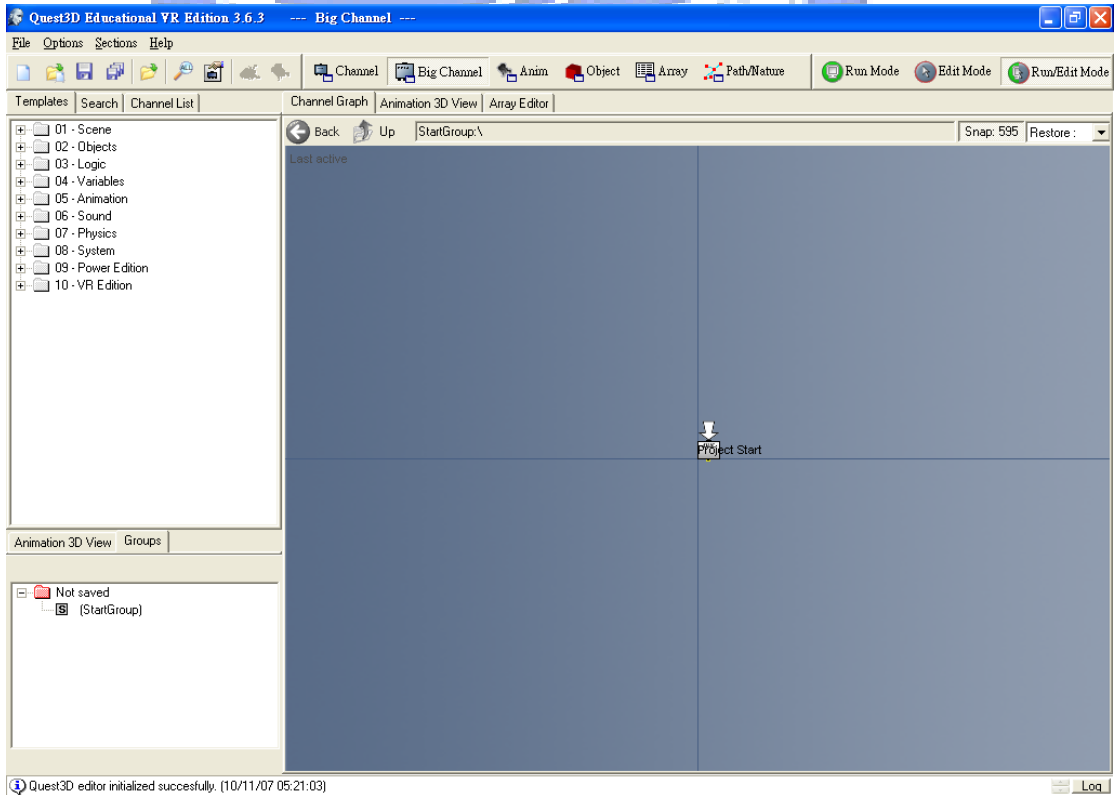 Quest3D Educational VR Edition 3.6.3 --- Big Channel ---
File Options Sections Help
Channel Big Channel Anim Object Array Path/Nature Run Mode Edit Mode Run/Edit Mode
Templates Search Channel List
Channel Graph Animation 3D View Array Editor
Back Up StartGroup:\ Snap: 595 Restore :
Last active
01 - Scene
02 - Objects
03 - Logic
04 - Variables
05 - Animation
06 - Sound
07 - Physics
08 - System
09 - Power Edition
10 - VR Edition
Project Start
Animation 3D View Groups
Not saved
S (StartGroup)
Quest3D editor initialized succesfully. (10/11/07 05:21:03)
Log